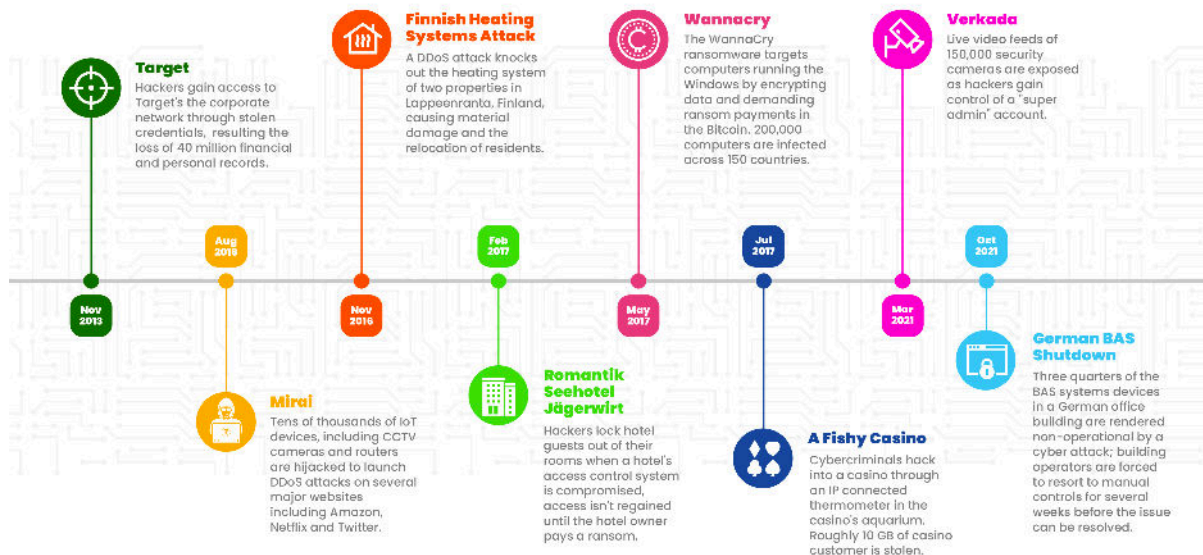 Target
Hackers gain access to
Target's the corporate
network through stolen
credentials, resulting the
loss of 40 million financial
and personal records.
Nov
2013
Aug
Mirai
Tens of thousands of IoT
devices, including CCTV
cameras and routers
are hijacked to launch
DDoS attacks on several
major websites
including Amazon,
Netflix and Twitter.
Finnish Heating
Systems Attack
A DDoS attack knocks
out the heating system
of two properties in
Lappeenranta, Finland,
causing material
damage and the
relocation of residents.
Nov
2016
Feb
2017
Romantik
Seehotel
Jägerwirt
Hackers lock hotel
guests out of their
rooms when a hotel's
access control system
is compromised,
access isn't regained
until the hotel owner
pays a ransom.
Wannacry
The WannaCry
ransomware targets
computers running the
Windows by encrypting
data and demanding
ransom payments in
the Bitcoin. 200,000
computers are infected
across 150 countries.
May
2017
Jul
2017
A Fishy Casino
Cybercriminals hack
into a casino through
an IP connected
thermometer in the
casino's aquarium.
Roughly 10 GB of casino
customer is stolen.
Verkada
Live video feeds of
150,000 security
cameras are exposed
as hackers gain
control of a "super
admin" account.
Mar
2021
Oct
2021
German BAS
Shutdown
Three quarters of the
BAS systems devices
in a German office
building are rendered
non-operational by a
cyber attack; building
operators are forced
to resort to manual
controls for several
weeks before the issue
can be resolved.